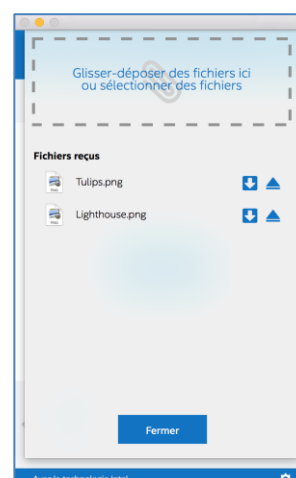 Glisser-déposer des fichiers ici
ou sélectionner des fichiers
Fichiers reçus
Tulips.png
Lighthouse.png
Fermer